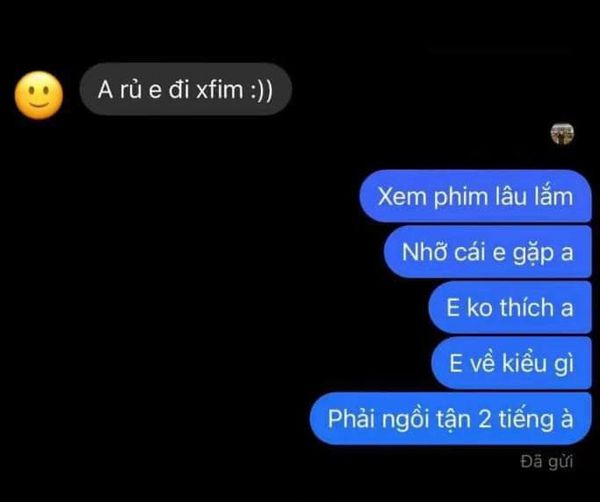 A rủ e đi xfim :))
Xem phim lâu lắm
Nhỡ cái e gặp a
E ko thích a
E về kiểu gì
Phải ngồi tận 2 tiếng à
Đã gửi